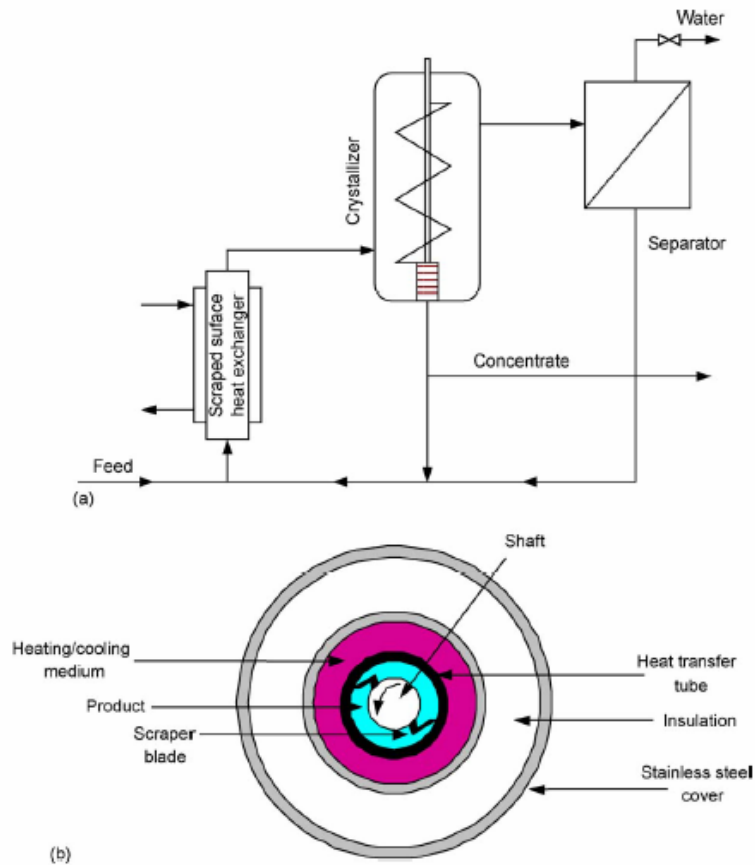 Water
Crystallizer
Separator
Scraped suface
heat exchanger
Concentrate
Feed
(a)
Shaft
Heating/cooling
medium
Heat transfer
tube
Product
Insulation
Scraper
blade
Stainless steel
cover
(b)